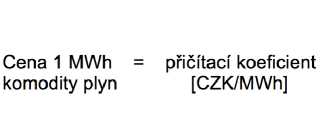 Cena 1 MWh = přičítací koeficient
komodity plyn [CZK/MWh]